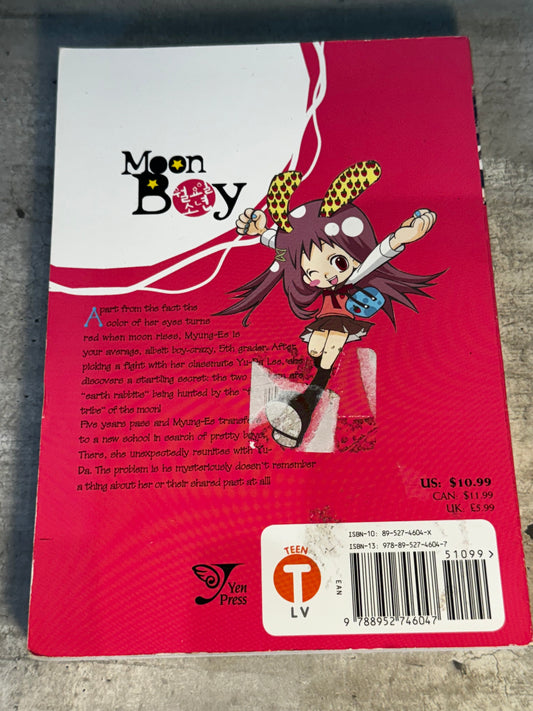 Moon
Boy
월요일
소년
Apart from the fact the
color of her eyes turns
red when moon rises, Myung-Ee is
your average, albeit boy-crazy, 5th grader. After
picking a fight with her classmate Yu-Da Lee, she
discovers a startling secret: the two are
"earth rabbits" being hunted by the
tribe" of the moon!
Five years pass and Myung-Ee transfers
to a new school in search of pretty boys.
There, she unexpectedly reunites with Yu-
Da. The problem is he mysteriously doesn't remember
a thing about her or their shared past at all!
US: $10.99
CAN: $11.99
UK: £5.99
Yen
Press
TEEN
T
LV
ISBN-10: 89-527-4604-X
ISBN-13: 978-89-527-4604-7
51099>
EAN
9 788952 746047